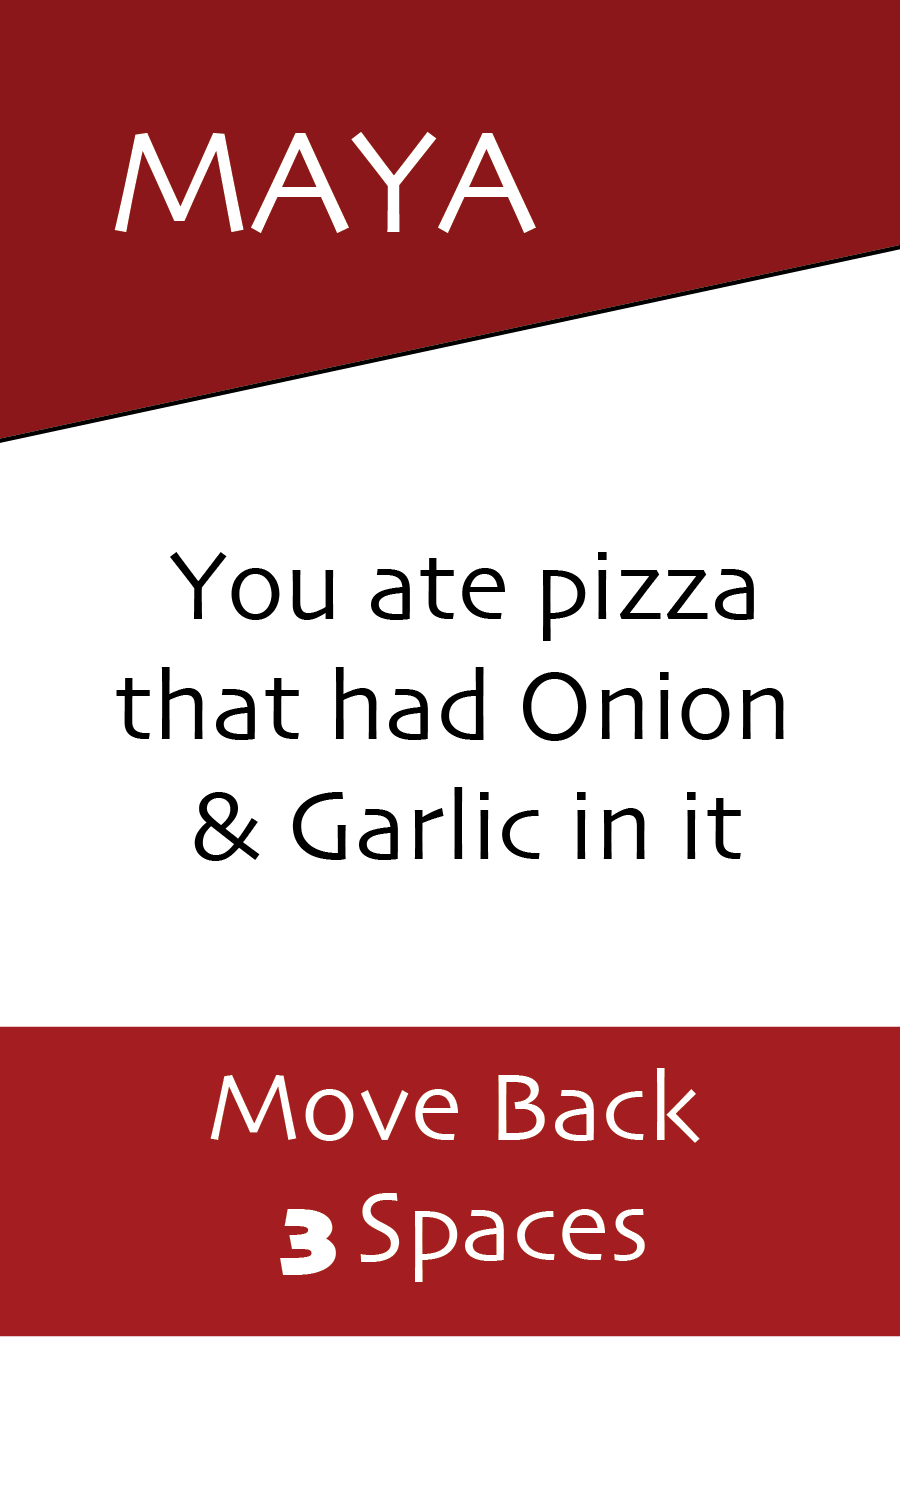 MAYA
You ate pizza
that had Onion
& Garlic in it
Move Back
3 Spaces